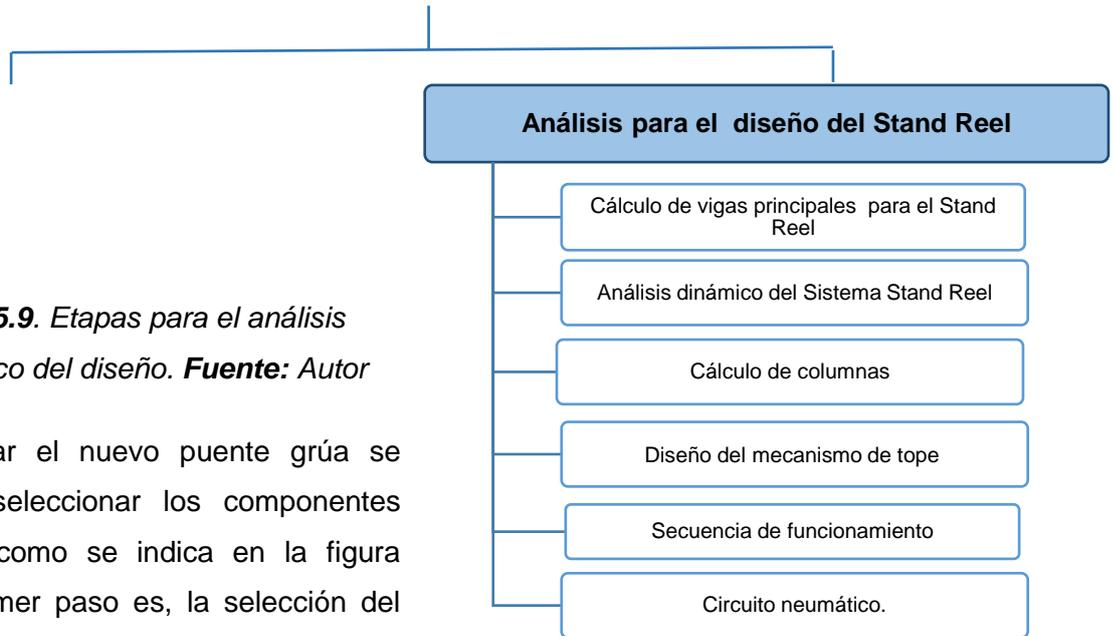 Análisis para el diseño del Stand Reel
Cálculo de vigas principales para el Stand
Reel
Análisis dinámico del Sistema Stand Reel
Cálculo de columnas
Diseño del mecanismo de tope
Secuencia de funcionamiento
Circuito neumático.
5.9. Etapas para el análisis
co del diseño. Fuente: Autor
ar el nuevo puente grúa se
seleccionar los componentes
como se indica en la figura
mer paso es, la selección del